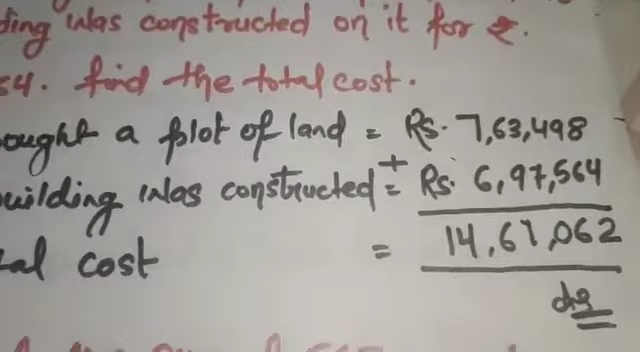 ding was constructed on it for ₹.
64. find the total cost.
ought a plot of land = Rs. 7,63,498
uilding was constructed = + Rs. 6,97,564
al cost = 14,61,062